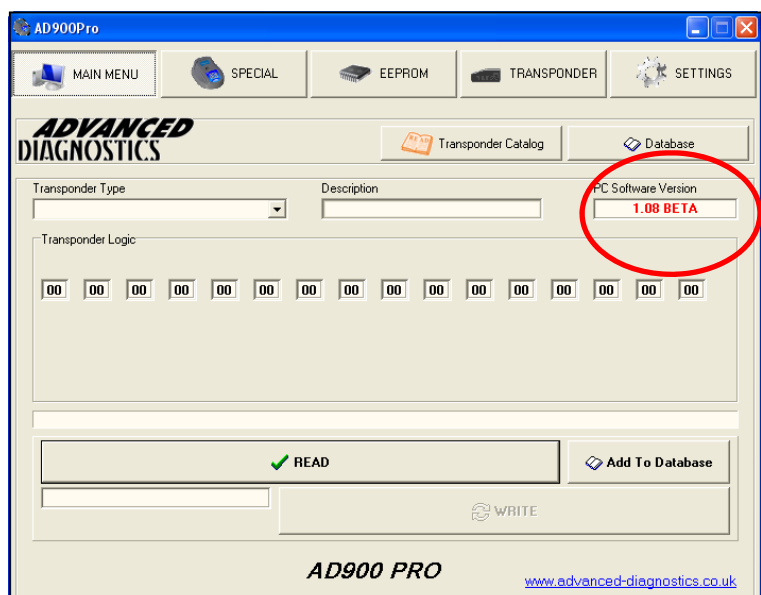 AD900Pro
MAIN MENU SPECIAL EEPROM TRANSPONDER SETTINGS
ADVANCED
DIAGNOSTICS
Transponder Catalog Database
Transponder Type Description PC Software Version
1.08 BETA
Transponder Logic
00 00 00 00 00 00 00 00 00 00 00 00 00 00 00 00
READ Add To Database
WRITE
AD900 PRO
www.advanced-diagnostics.co.uk